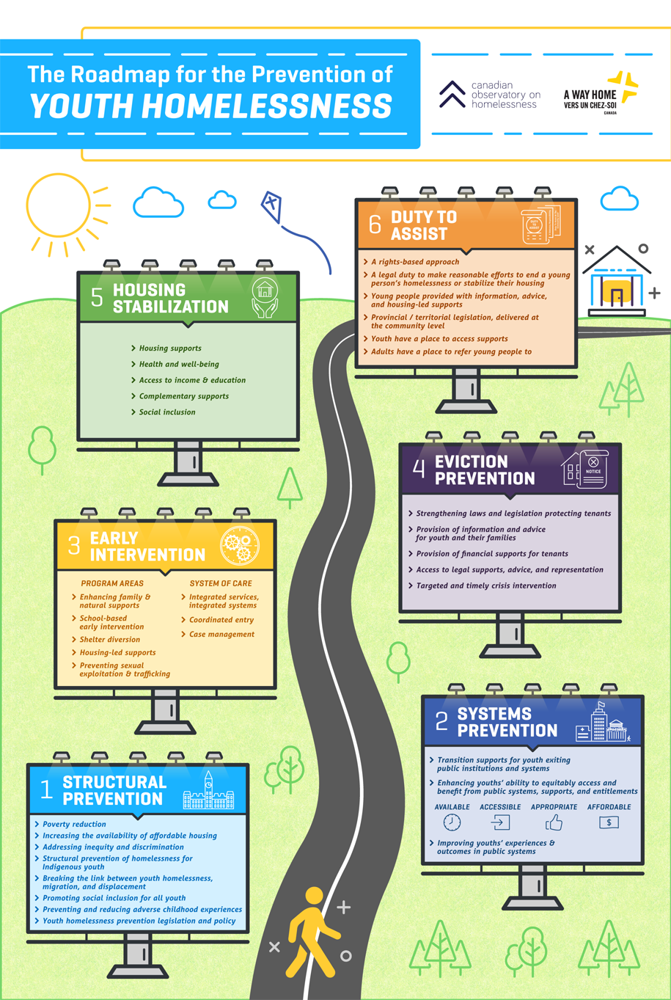 The Roadmap for the Prevention of
YOUTH HOMELESSNESS
canadian
observatory on
homelessness
A WAY HOME
VERS UN CHEZ-SOI
CANADA
6
DUTY TO
ASSIST
DUTY
TO
ASSIST
A rights-based approach
A legal duty to make reasonable efforts to end a young
person's homelessness or stabilize their housing
Young people provided with information, advice,
and housing-led supports
Provincial / territorial legislation, delivered at
the community level
Youth have a place to access supports
Adults have a place to refer young people to
5
HOUSING
STABILIZATION
Housing supports
Health and well-being
Access to income & education
Complementary supports
Social inclusion
4
EVICTION
PREVENTION
NOTICE
Strengthening laws and legislation protecting tenants
Provision of information and advice
for youth and their families
Provision of financial supports for tenants
Access to legal supports, advice, and representation
Targeted and timely crisis intervention
3
EARLY
INTERVENTION
PROGRAM AREAS
Enhancing family &
natural supports
School-based
early intervention
Shelter diversion
Housing-led supports
Preventing sexual
exploitation & trafficking
SYSTEM OF CARE
Integrated services,
integrated systems
Coordinated entry
Case management
2
SYSTEMS
PREVENTION
Transition supports for youth exiting
public institutions and systems
Enhancing youths' ability to equitably access and
benefit from public systems, supports, and entitlements
AVAILABLE ACCESSIBLE APPROPRIATE AFFORDABLE
$
Improving youths' experiences &
outcomes in public systems
1
STRUCTURAL
PREVENTION
Poverty reduction
Increasing the availability of affordable housing
Addressing inequity and discrimination
Structural prevention of homelessness for
Indigenous youth
Breaking the link between youth homelessness,
migration, and displacement
Promoting social inclusion for all youth
Preventing and reducing adverse childhood experiences
Youth homelessness prevention legislation and policy